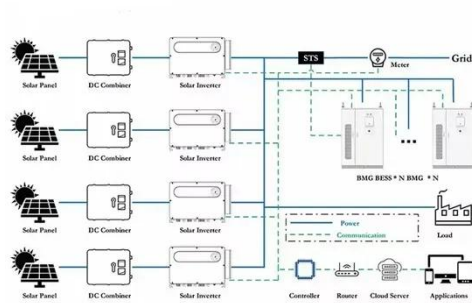 STS
Meter
Grid
Solar Panel
DC Combiner
Solar Inverter
Solar Panel
DC Combiner
Solar Inverter
BMG BESS * N BMG * N
Solar Panel
DC Combiner
Solar Inverter
Power
Communication
Load
Solar Panel
DC Combiner
Solar Inverter
Controller
Router
Cloud Server
Applications